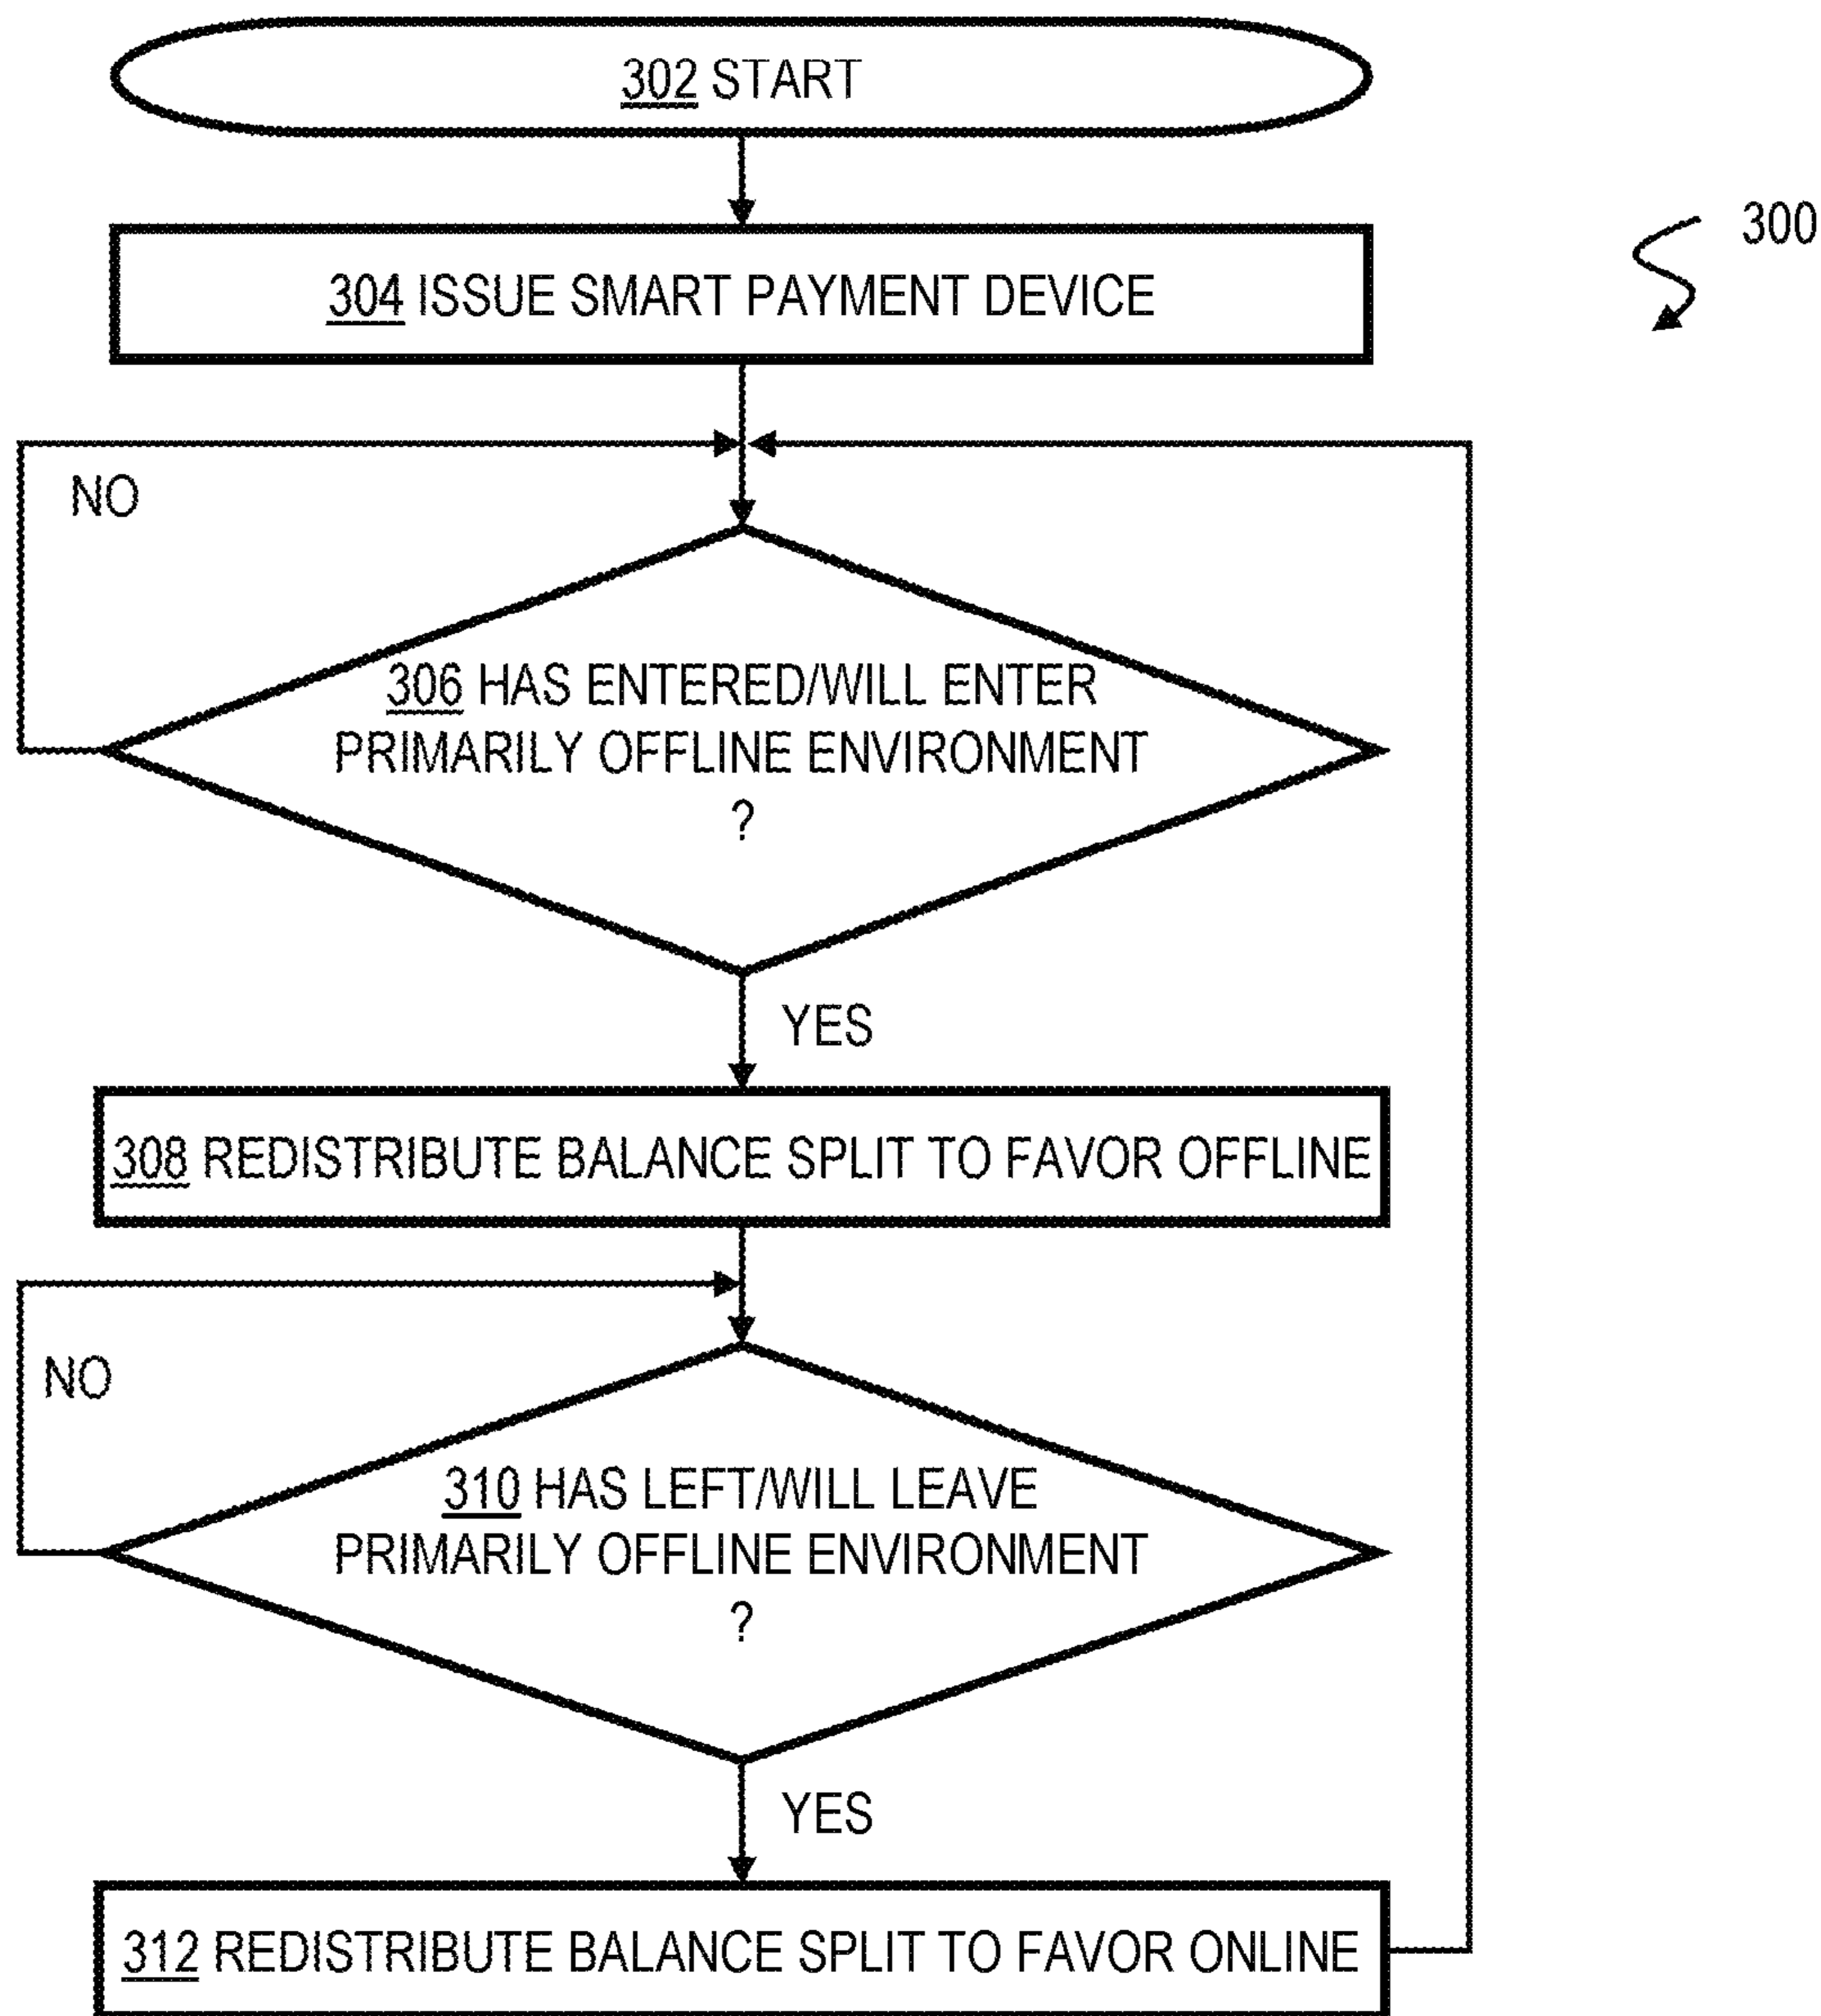 302 START
304 ISSUE SMART PAYMENT DEVICE
300
NO
306 HAS ENTERED/WILL ENTER
PRIMARILY OFFLINE ENVIRONMENT
?
YES
308 REDISTRIBUTE BALANCE SPLIT TO FAVOR OFFLINE
NO
310 HAS LEFT/WILL LEAVE
PRIMARILY OFFLINE ENVIRONMENT
?
YES
312 REDISTRIBUTE BALANCE SPLIT TO FAVOR ONLINE